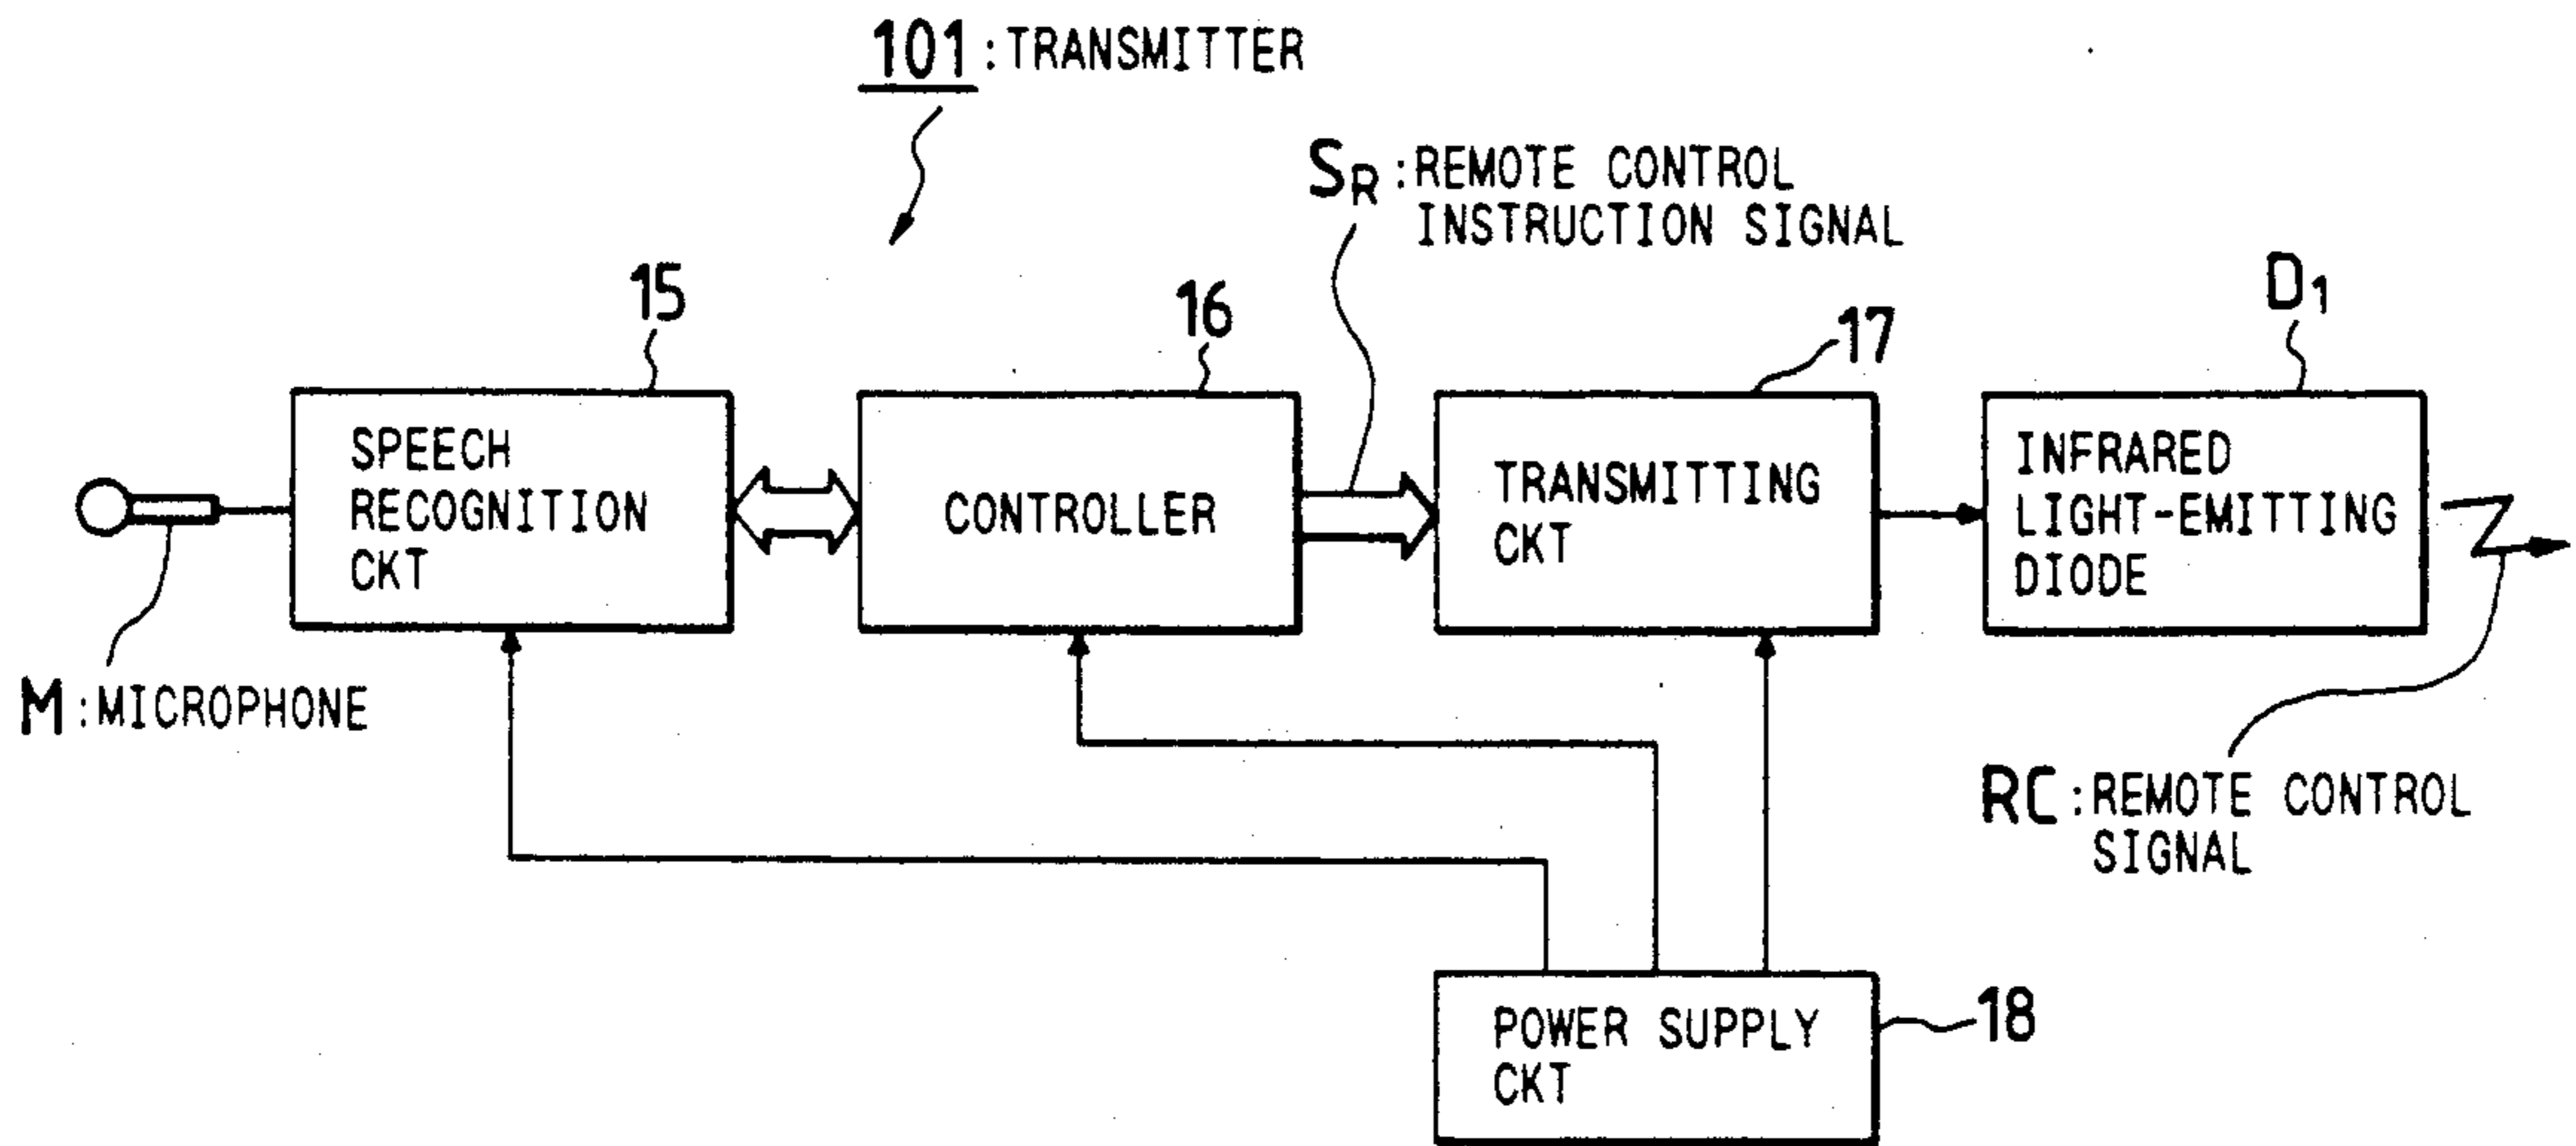 101 : TRANSMITTER
SR : REMOTE CONTROL
INSTRUCTION SIGNAL
15
16
17
D1
SPEECH
RECOGNITION
CKT
CONTROLLER
TRANSMITTING
CKT
INFRARED
LIGHT-EMITTING
DIODE
M : MICROPHONE
RC : REMOTE CONTROL
SIGNAL
POWER SUPPLY
CKT
18